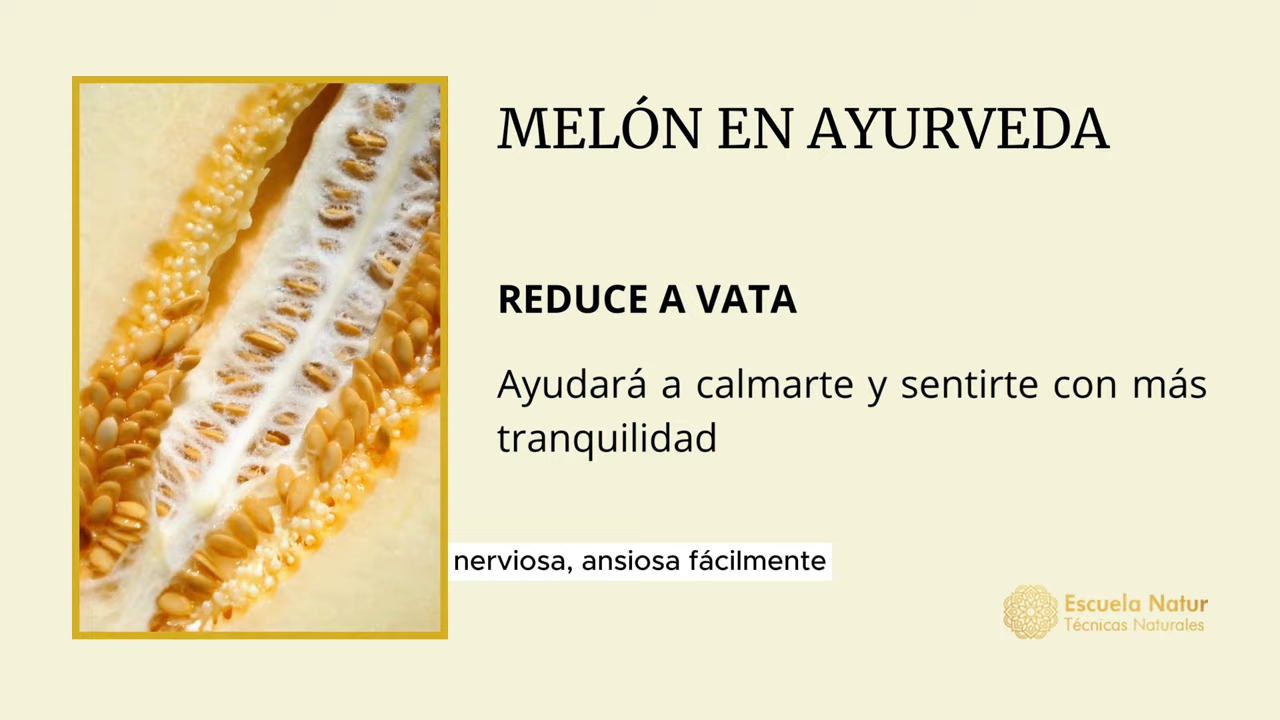 MELÓN EN AYURVEDA
REDUCE A VATA
Ayudará a calmarte y sentirte con más
tranquilidad
nerviosa, ansiosa fácilmente
Escuela Natur
Técnicas Naturales